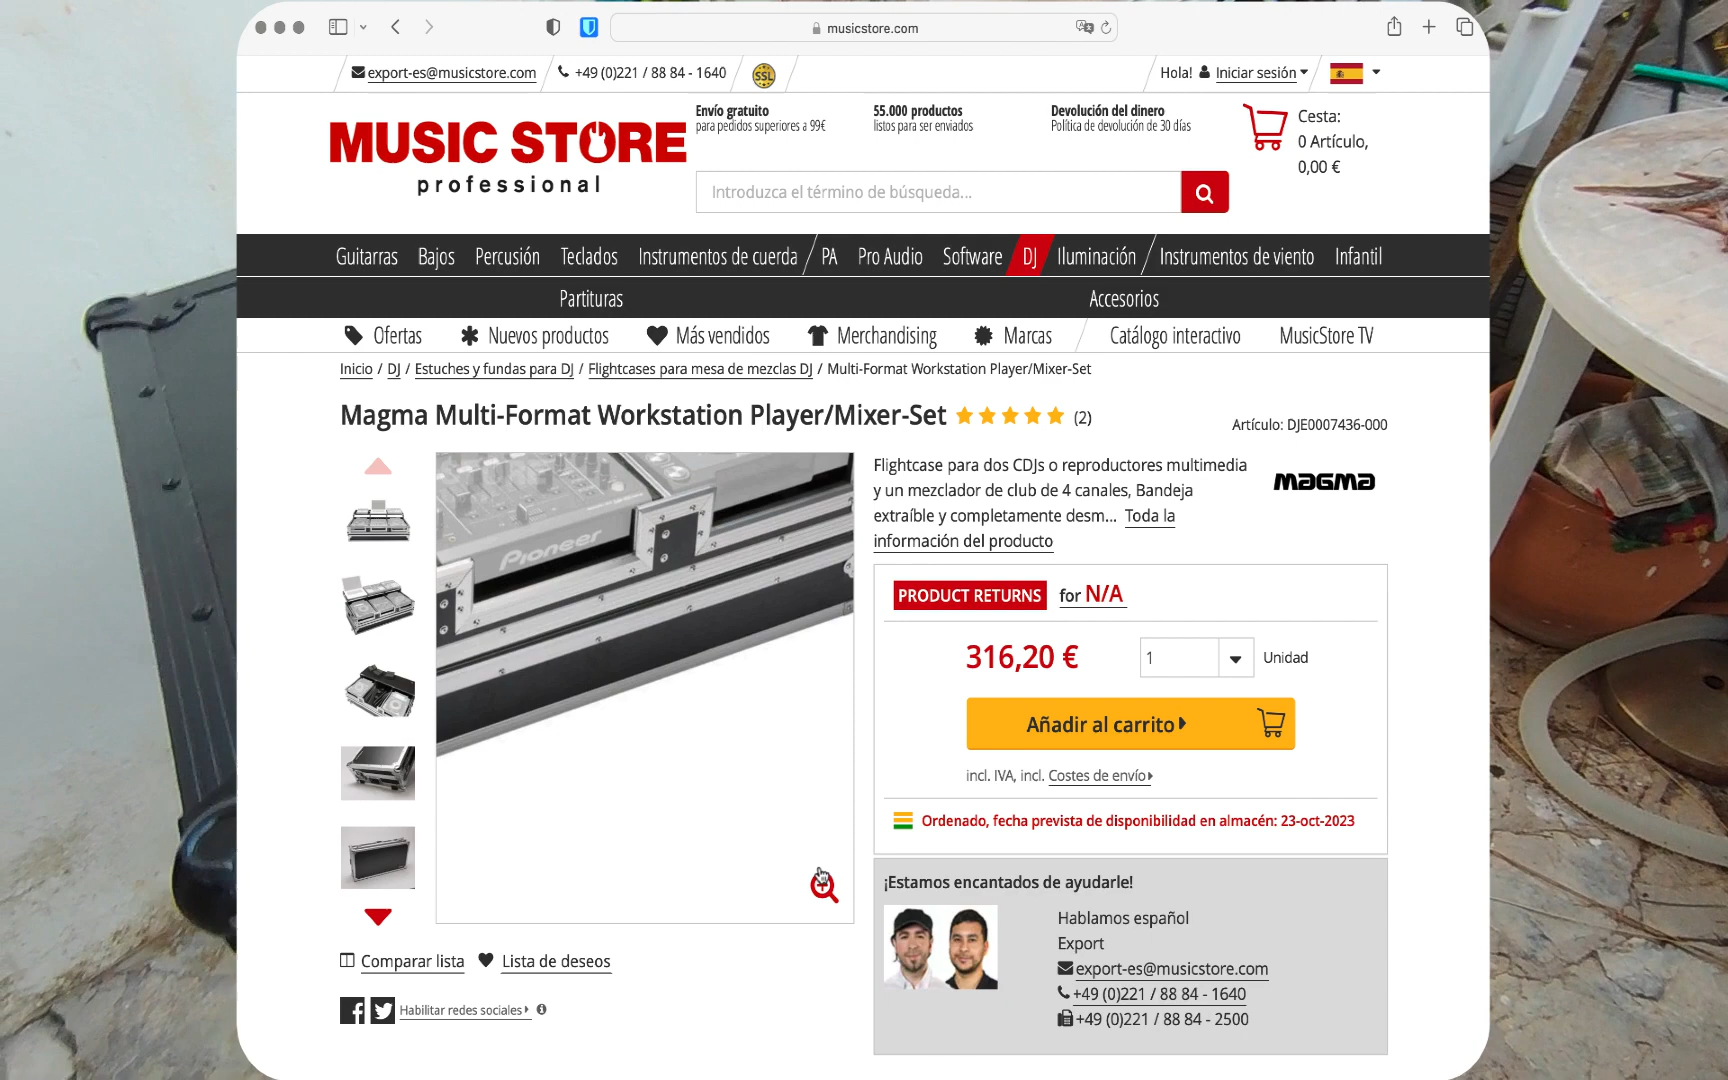 musicstore.com
export-es@musicstore.com
+49 (0)221 / 88 84 - 1640
SSL
Hola! Iniciar sesión
MUSIC STORE
professional
Envío gratuito
para pedidos superiores a 99€
55.000 productos
listos para ser enviados
Devolución del dinero
Política de devolución de 30 días
Cesta:
0 Artículo,
0,00 €
Introduzca el término de búsqueda...
Guitarras Bajos Percusión Teclados Instrumentos de cuerda PA Pro Audio Software DJ Iluminación Instrumentos de viento Infantil
Partituras Accesorios
Ofertas Nuevos productos Más vendidos Merchandising Marcas Catálogo interactivo MusicStore TV
Inicio / DJ / Estuches y fundas para DJ / Flightcases para mesa de mezclas DJ / Multi-Format Workstation Player/Mixer-Set
Magma Multi-Format Workstation Player/Mixer-Set (2)
Artículo: DJE0007436-000
Pioneer
Flightcase para dos CDJs o reproductores multimedia
y un mezclador de club de 4 canales, Bandeja
extraíble y completamente desm... Toda la
información del producto
MAGMA
PRODUCT RETURNS for N/A
316,20 €
1 Unidad
Añadir al carrito
incl. IVA, incl. Costes de envío
Ordenado, fecha prevista de disponibilidad en almacén: 23-oct-2023
¡Estamos encantados de ayudarle!
Hablamos español
Export
export-es@musicstore.com
+49 (0)221 / 88 84 - 1640
+49 (0)221 / 88 84 - 2500
Comparar lista Lista de deseos
Habilitar redes sociales